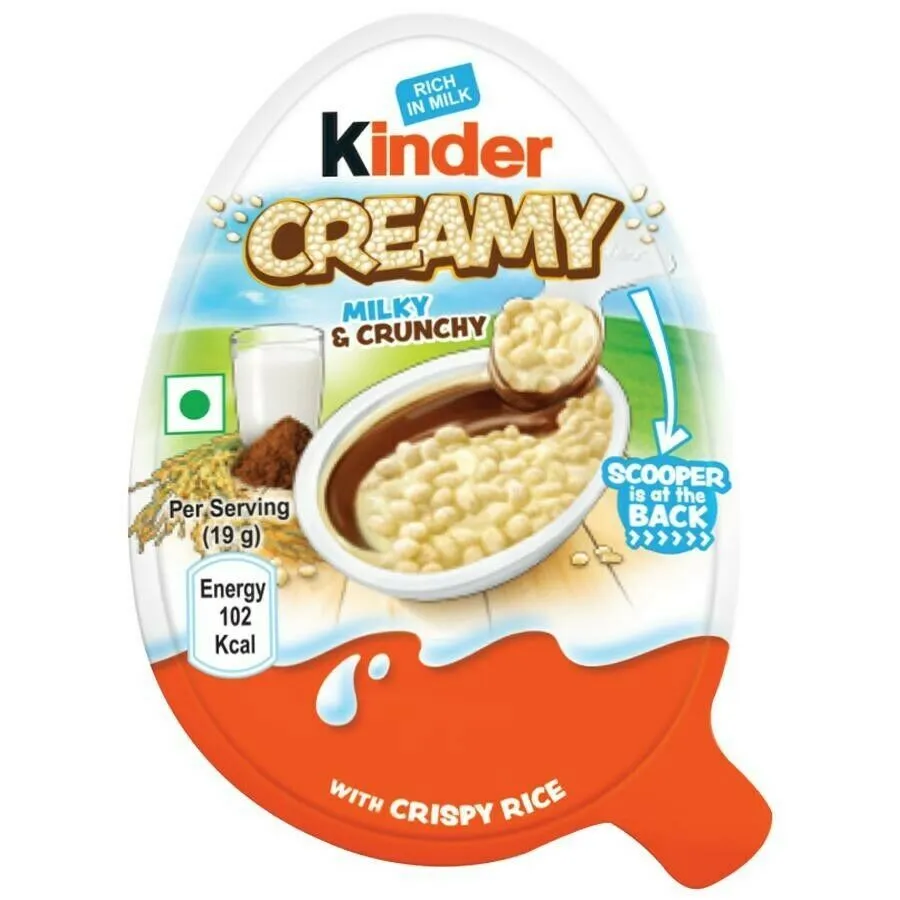 RICH
IN MILK
Kinder
CREAMY
MILKY
& CRUNCHY
SCOOPER
is at the
BACK
Per Serving
(19 g)
Energy
102
Kcal
WITH CRISPY RICE